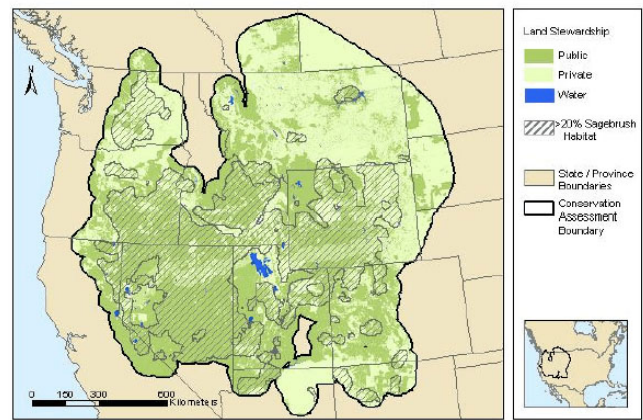 N
0 150 300 600
Kilometers
Land Stewardship
Public
Private
Water
>20% Sagebrush
Habitat
State / Province
Boundaries
Conservation
Assessment
Boundary